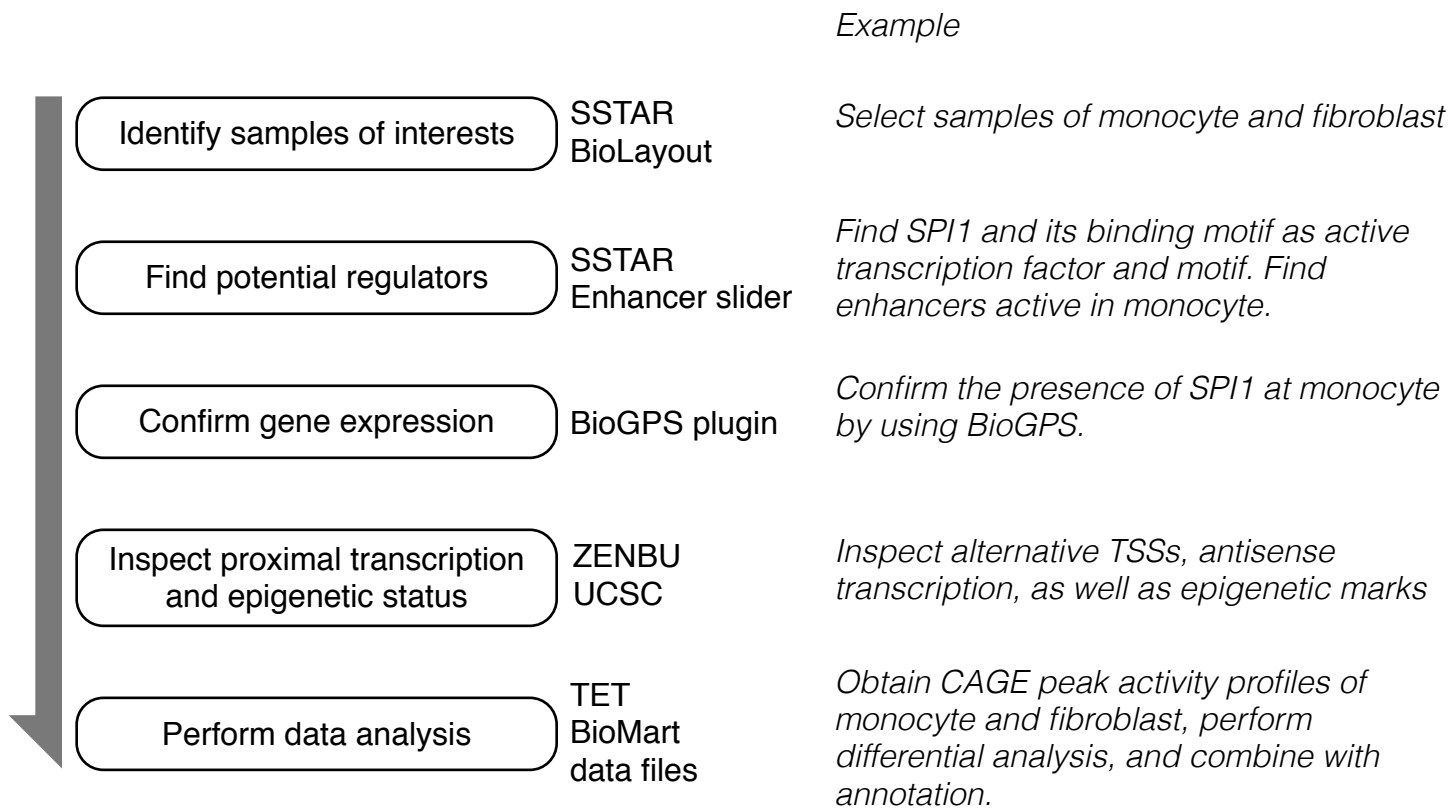 Example
Identify samples of interests
SSTAR
BioLayout
Select samples of monocyte and fibroblast
Find potential regulators
SSTAR
Enhancer slider
Find SPI1 and its binding motif as active
transcription factor and motif. Find
enhancers active in monocyte.
Confirm gene expression
BioGPS plugin
Confirm the presence of SPI1 at monocyte
by using BioGPS.
Inspect proximal transcription
and epigenetic status
ZENBU
UCSC
Inspect alternative TSSs, antisense
transcription, as well as epigenetic marks
Perform data analysis
TET
BioMart
data files
Obtain CAGE peak activity profiles of
monocyte and fibroblast, perform
differential analysis, and combine with
annotation.